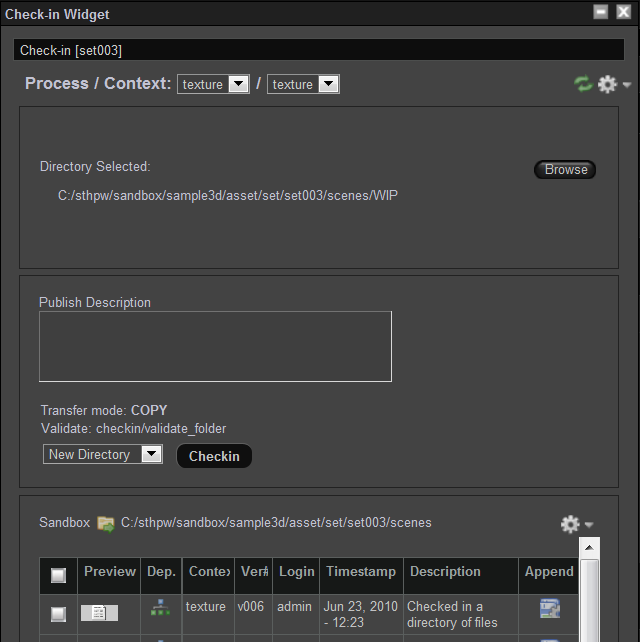 Check-in Widget
Check-in [set003]
Process / Context: texture / texture
Directory Selected:
Browse
C:/sthpw/sandbox/sample3d/asset/set/set003/scenes/WIP
Publish Description
Transfer mode: COPY
Validate: checkin/validate_folder
New Directory
Checkin
Sandbox C:/sthpw/sandbox/sample3d/asset/set/set003/scenes
Preview Dep. Contex Ver# Login Timestamp Description Append
texture v006 admin Jun 23, 2010 Checked in a
- 12:23 directory of files